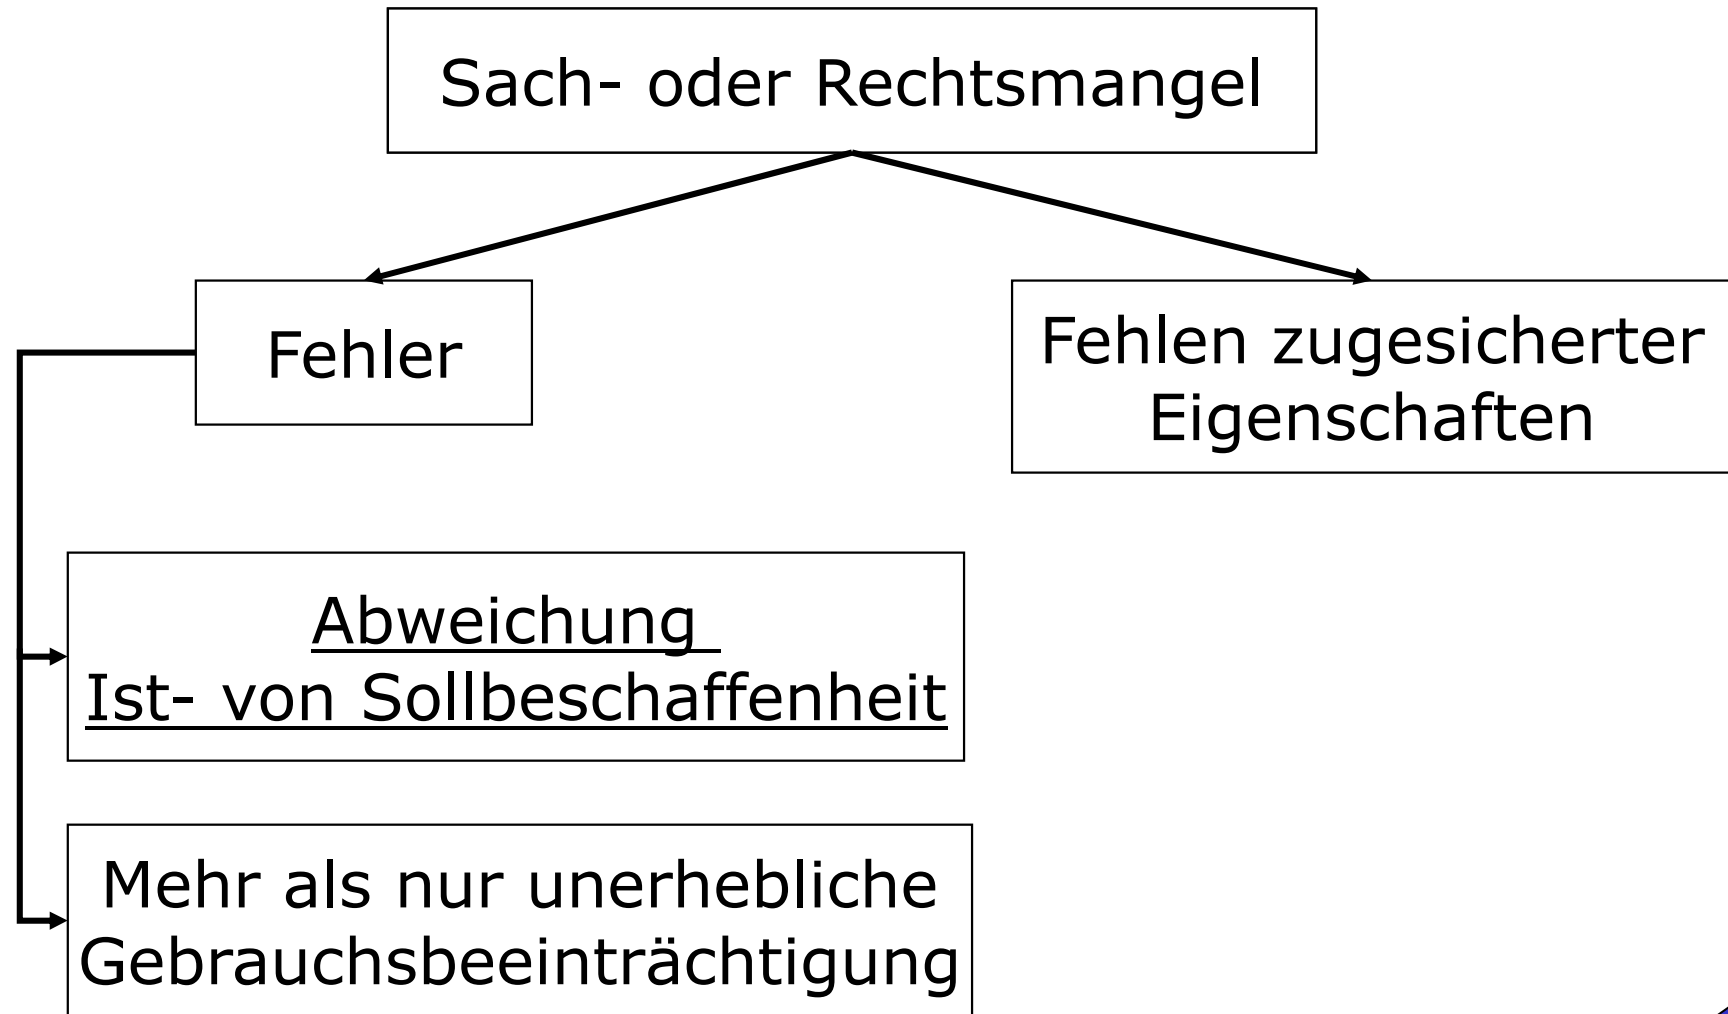 Sach- oder Rechtsmangel
Fehler
Fehlen zugesicherter
Eigenschaften
Abweichung
Ist- von Sollbeschaffenheit
Mehr als nur unerhebliche
Gebrauchsbeeinträchtigung